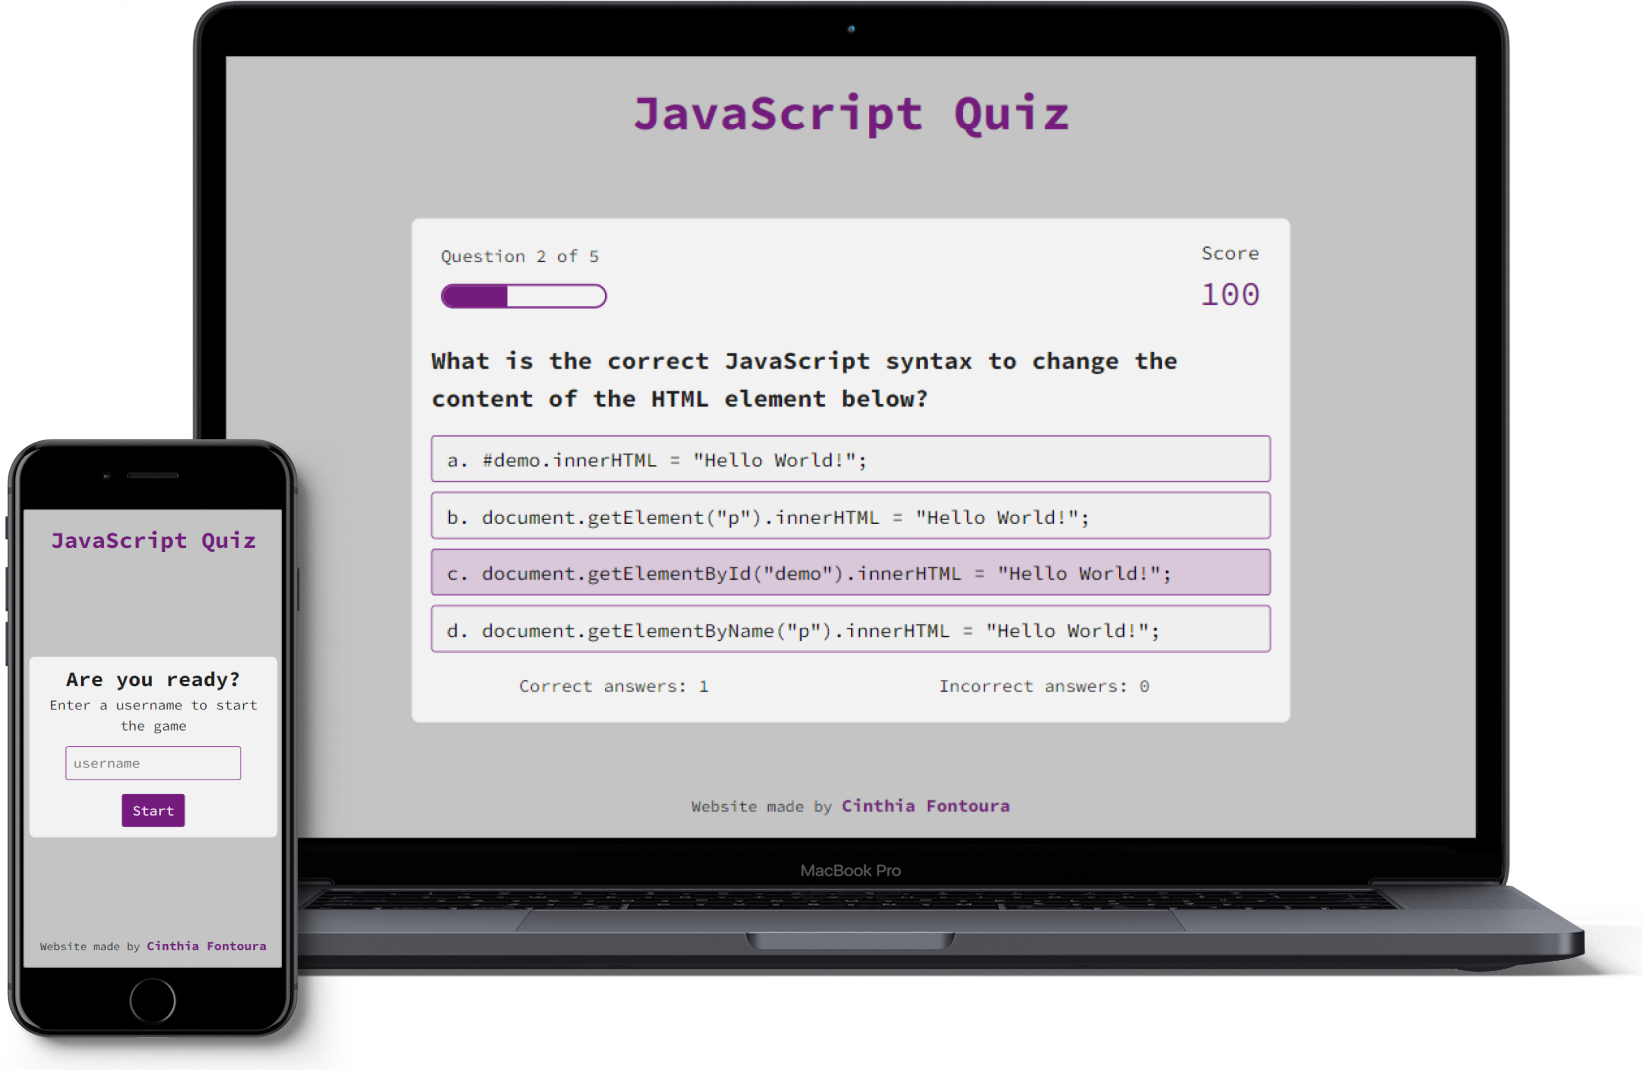 JavaScript Quiz
Question 2 of 5
Score
100
What is the correct JavaScript syntax to change the
content of the HTML element below?
a. #demo.innerHTML = "Hello World!";
b. document.getElement("p").innerHTML = "Hello World!";
c. document.getElementById("demo").innerHTML = "Hello World!";
d. document.getElementByName("p").innerHTML = "Hello World!";
Correct answers: 1
Incorrect answers: 0
Website made by Cinthia Fontoura
MacBook Pro
JavaScript Quiz
Are you ready?
Enter a username to start
the game
username
Start
Website made by Cinthia Fontoura